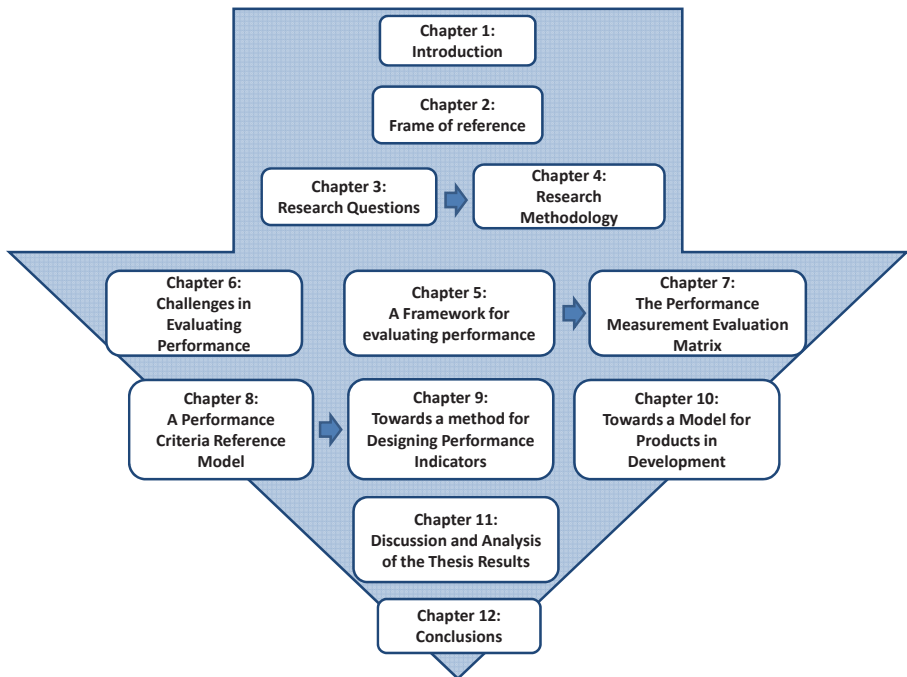 Chapter 1:
Introduction
Chapter 2:
Frame of reference
Chapter 3:
Research Questions
Chapter 4:
Research
Methodology
Chapter 6:
Challenges in
Evaluating
Performance
Chapter 5:
A Framework for
evaluating performance
Chapter 7:
The Performance
Measurement Evaluation
Matrix
Chapter 8:
A Performance
Criteria Reference
Model
Chapter 9:
Towards a method for
Designing Performance
Indicators
Chapter 10:
Towards a Model for
Products in
Development
Chapter 11:
Discussion and Analysis
of the Thesis Results
Chapter 12:
Conclusions